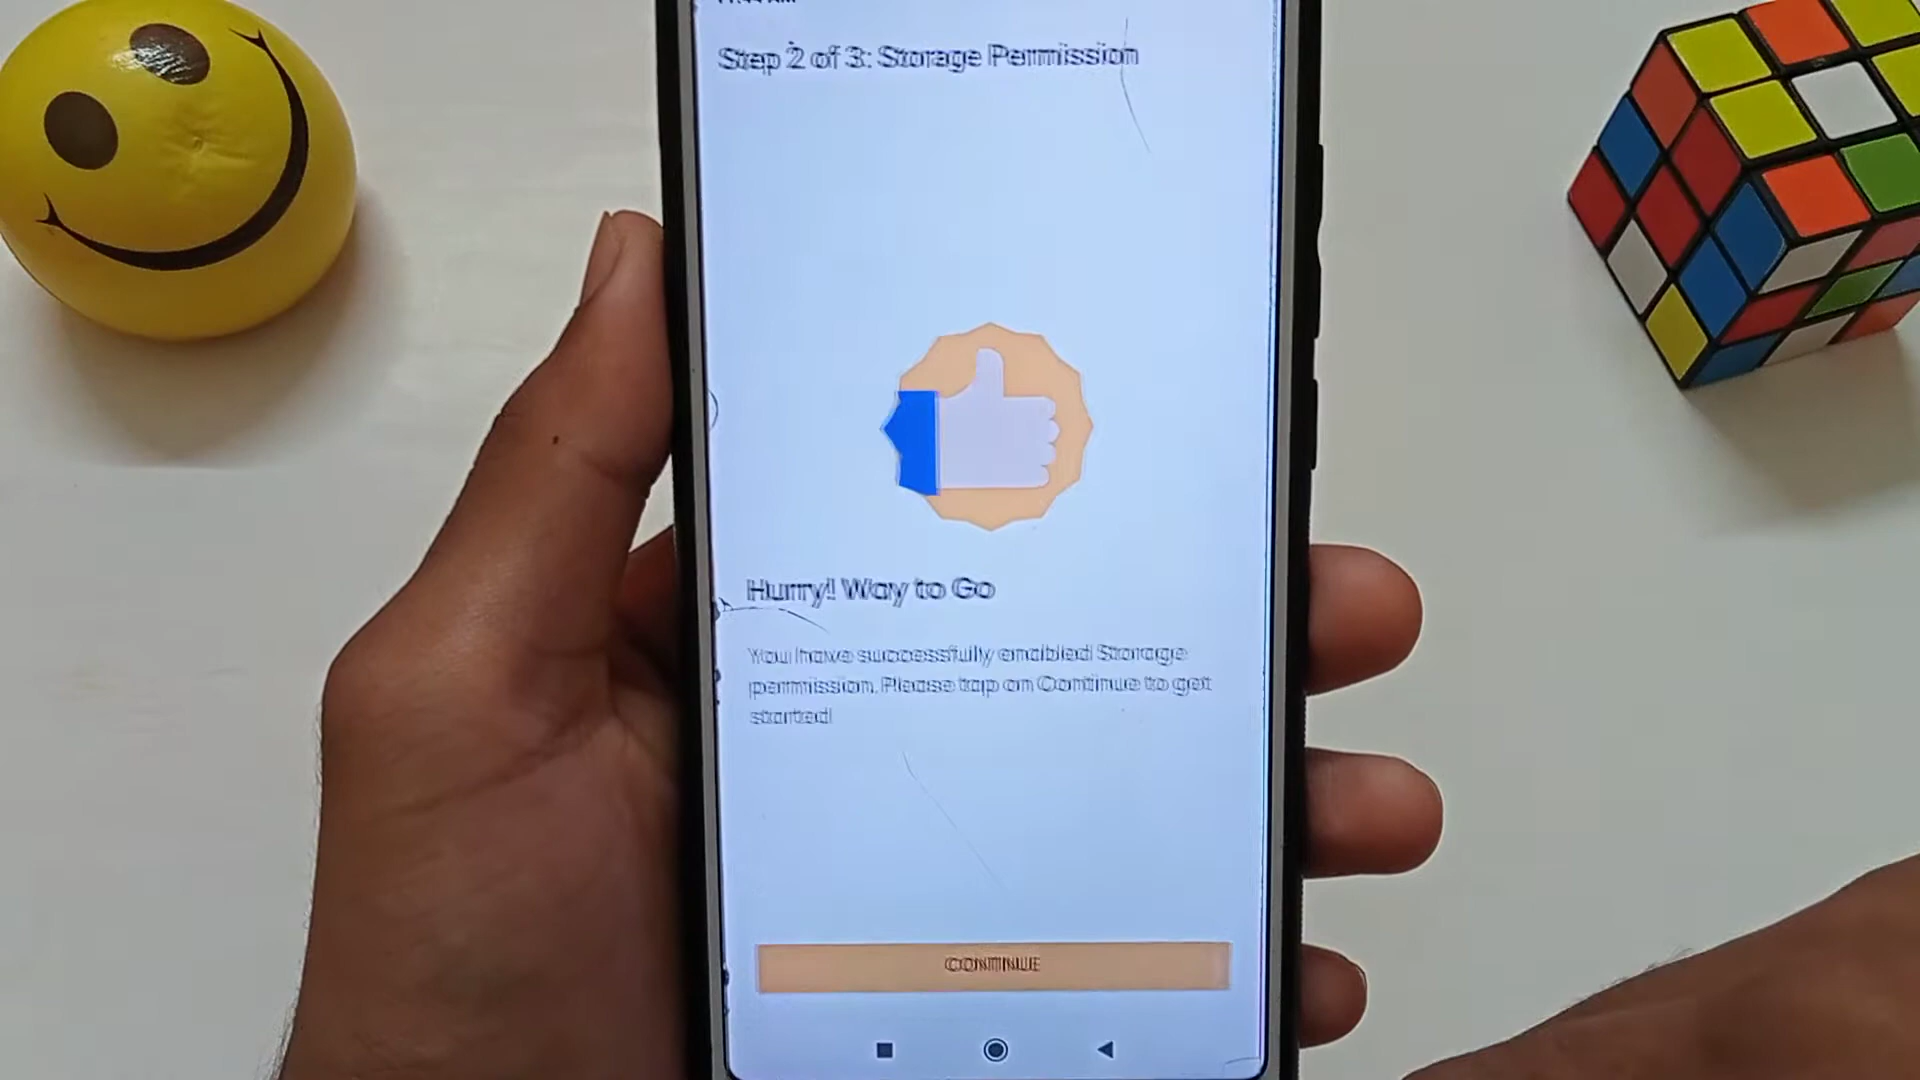 Step 2 of 3: Storage Permission
Hurry! Way to Go
You have successfully enabled Storage
permission. Please tap on Continue to get
started!
CONTINUE